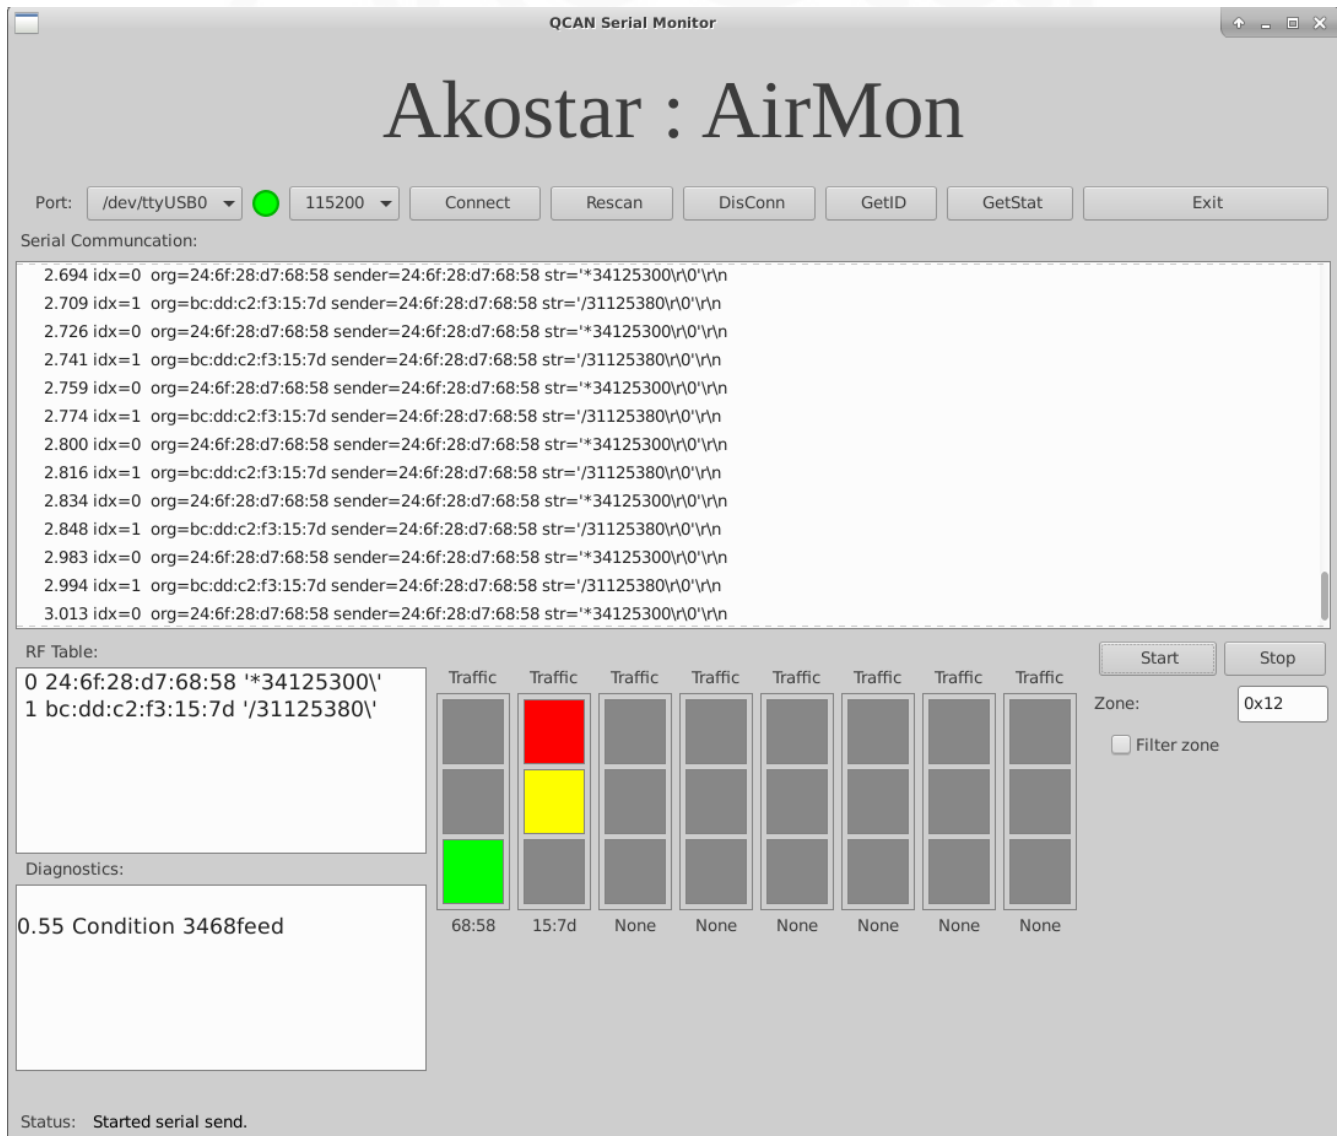 QCAN Serial Monitor
Akostar : AirMon
Port: /dev/ttyUSB0 115200 Connect Rescan DisConn GetID GetStat Exit
Serial Communcation:
2.694 idx=0 org=24:6f:28:d7:68:58 sender=24:6f:28:d7:68:58 str='*34125300\r\0'\r\n
2.709 idx=1 org=bc:dd:c2:f3:15:7d sender=24:6f:28:d7:68:58 str='/31125380\r\0'\r\n
2.726 idx=0 org=24:6f:28:d7:68:58 sender=24:6f:28:d7:68:58 str='*34125300\r\0'\r\n
2.741 idx=1 org=bc:dd:c2:f3:15:7d sender=24:6f:28:d7:68:58 str='/31125380\r\0'\r\n
2.759 idx=0 org=24:6f:28:d7:68:58 sender=24:6f:28:d7:68:58 str='*34125300\r\0'\r\n
2.774 idx=1 org=bc:dd:c2:f3:15:7d sender=24:6f:28:d7:68:58 str='/31125380\r\0'\r\n
2.800 idx=0 org=24:6f:28:d7:68:58 sender=24:6f:28:d7:68:58 str='*34125300\r\0'\r\n
2.816 idx=1 org=bc:dd:c2:f3:15:7d sender=24:6f:28:d7:68:58 str='/31125380\r\0'\r\n
2.834 idx=0 org=24:6f:28:d7:68:58 sender=24:6f:28:d7:68:58 str='*34125300\r\0'\r\n
2.848 idx=1 org=bc:dd:c2:f3:15:7d sender=24:6f:28:d7:68:58 str='/31125380\r\0'\r\n
2.983 idx=0 org=24:6f:28:d7:68:58 sender=24:6f:28:d7:68:58 str='*34125300\r\0'\r\n
2.994 idx=1 org=bc:dd:c2:f3:15:7d sender=24:6f:28:d7:68:58 str='/31125380\r\0'\r\n
3.013 idx=0 org=24:6f:28:d7:68:58 sender=24:6f:28:d7:68:58 str='*34125300\r\0'\r\n
RF Table:
0 24:6f:28:d7:68:58 '*34125300\'
1 bc:dd:c2:f3:15:7d '/31125380\'
Diagnostics:
0.55 Condition 3468feed
Traffic Traffic Traffic Traffic Traffic Traffic Traffic Traffic
68:58 15:7d None None None None None None
Start Stop
Zone: 0x12
Filter zone
Status: Started serial send.